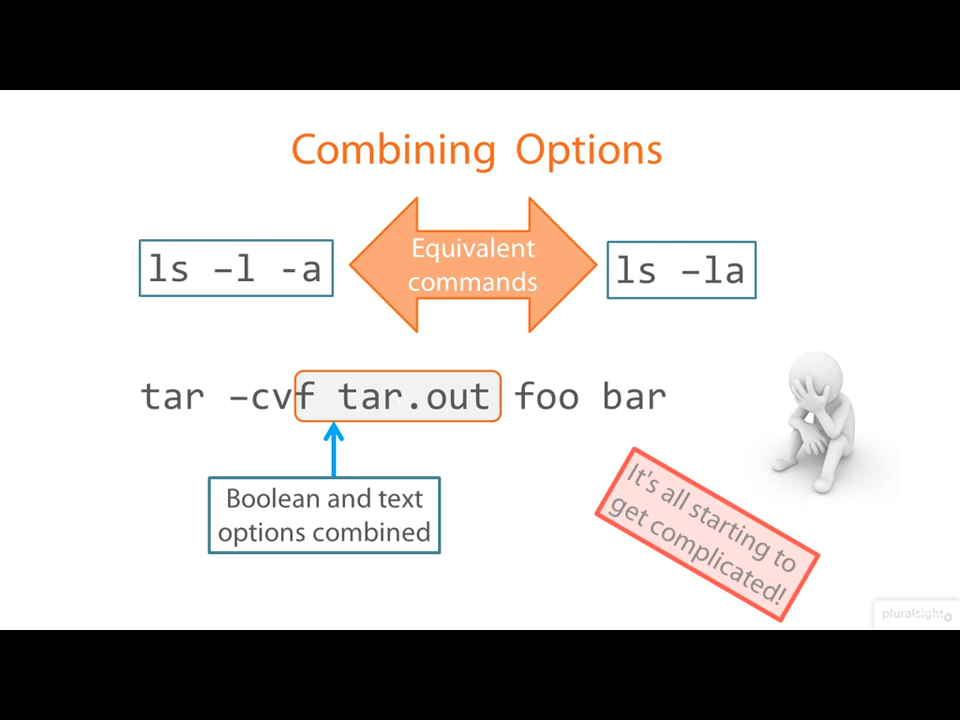 Combining Options
ls –l -a
Equivalent
commands
ls –la
tar –cvf tar.out foo bar
Boolean and text
options combined
It's all starting to
get complicated!
pluralsight